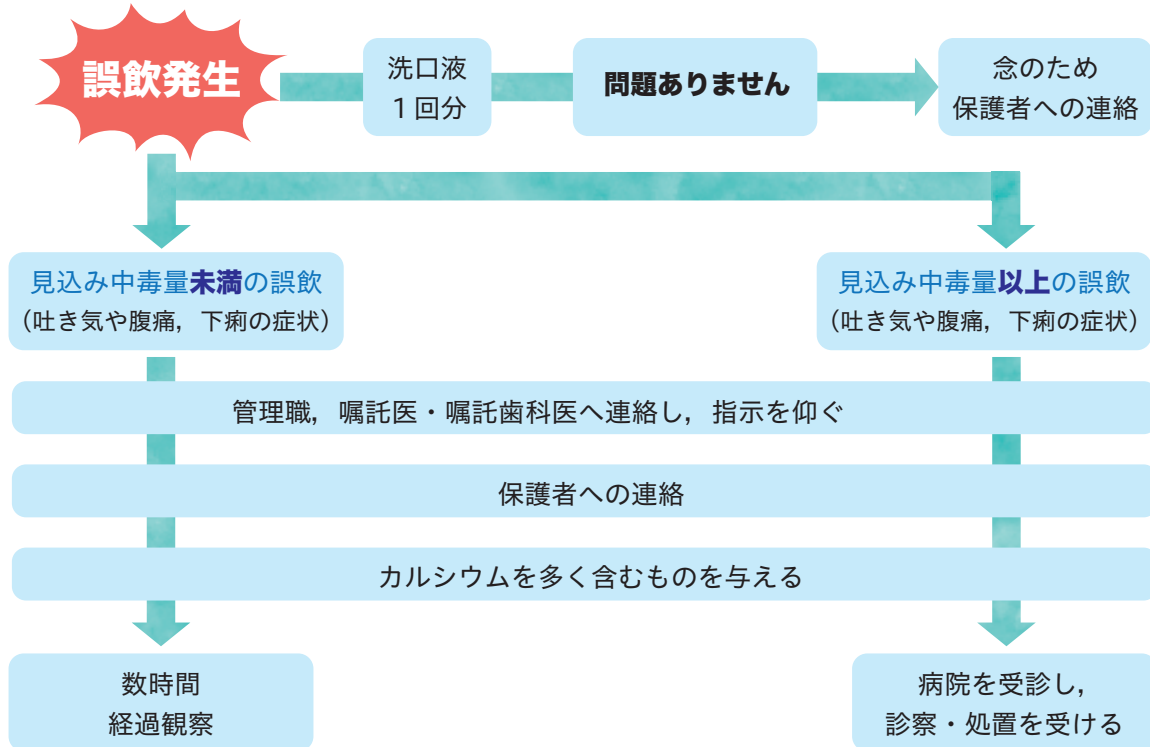 誤飲発生
洗口液
1回分
問題ありません
念のため
保護者への連絡
見込み中毒量未満の誤飲
（吐き気や腹痛，下痢の症状）
見込み中毒量以上の誤飲
（吐き気や腹痛，下痢の症状）
管理職，嘱託医・嘱託歯科医へ連絡し，指示を仰ぐ
保護者への連絡
カルシウムを多く含むものを与える
数時間
経過観察
病院を受診し，
診察・処置を受ける